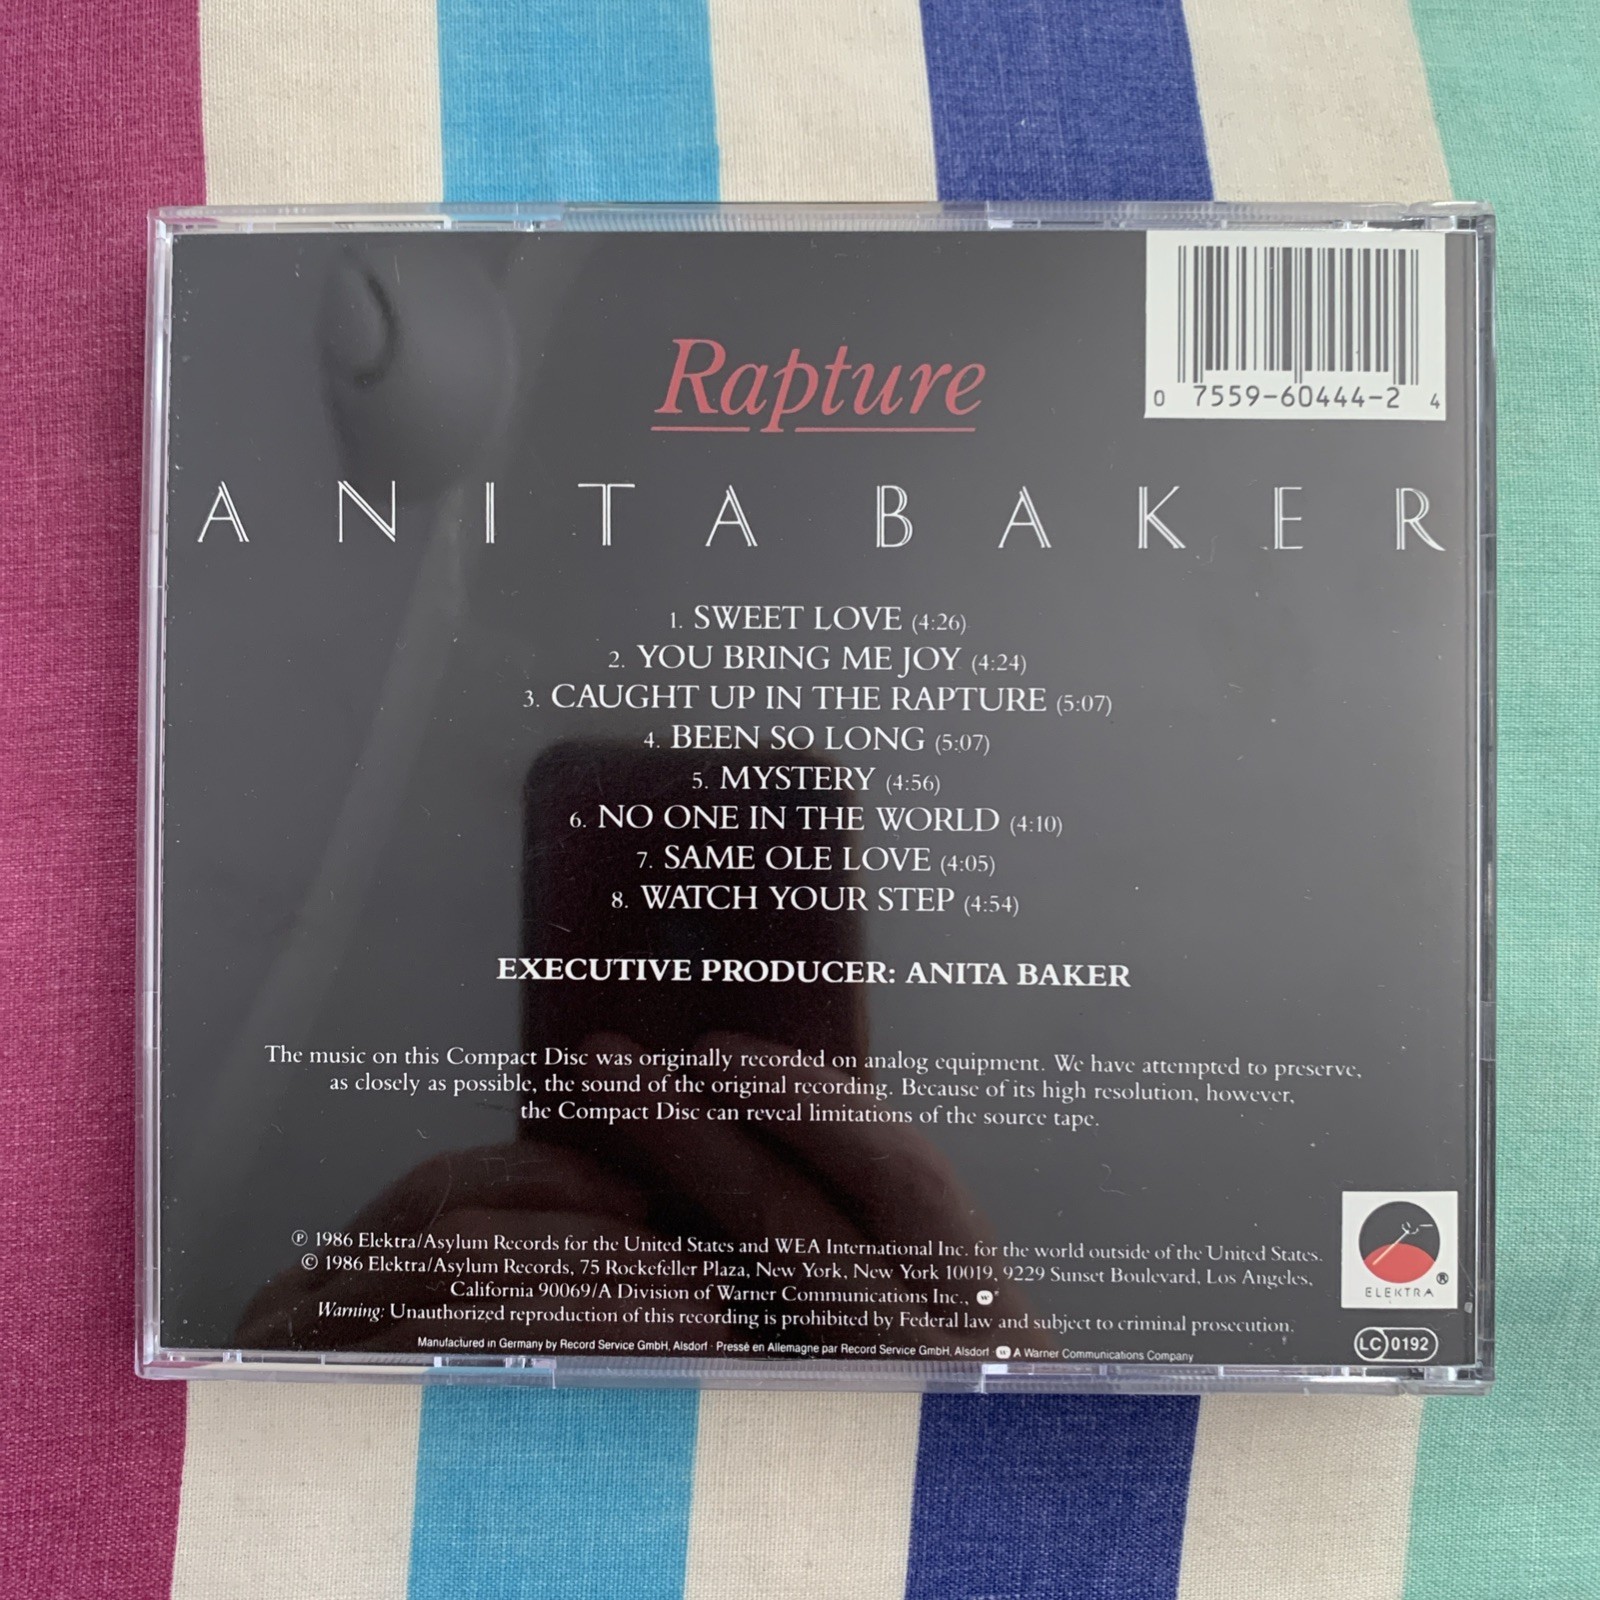 0 7559-60444-2 4
Rapture
ANITA BAKER
1. SWEET LOVE (4:26)
2. YOU BRING ME JOY (4:24)
3. CAUGHT UP IN THE RAPTURE (5:07)
4. BEEN SO LONG (5:07)
5. MYSTERY (4:56)
6. NO ONE IN THE WORLD (4:10)
7. SAME OLE LOVE (4:05)
8. WATCH YOUR STEP (4:54)
EXECUTIVE PRODUCER: ANITA BAKER
The music on this Compact Disc was originally recorded on analog equipment. We have attempted to preserve,
as closely as possible, the sound of the original recording. Because of its high resolution, however,
the Compact Disc can reveal limitations of the source tape.
℗ 1986 Elektra/Asylum Records for the United States and WEA International Inc. for the world outside of the United States.
© 1986 Elektra/Asylum Records, 75 Rockefeller Plaza, New York, New York 10019, 9229 Sunset Boulevard, Los Angeles,
California 90069/A Division of Warner Communications Inc., w
Warning: Unauthorized reproduction of this recording is prohibited by Federal law and subject to criminal prosecution.
Manufactured in Germany by Record Service GmbH, Alsdorf · Pressé en Allemagne par Record Service GmbH, Alsdorf · w A Warner Communications Company
®
ELEKTRA
LC 0192